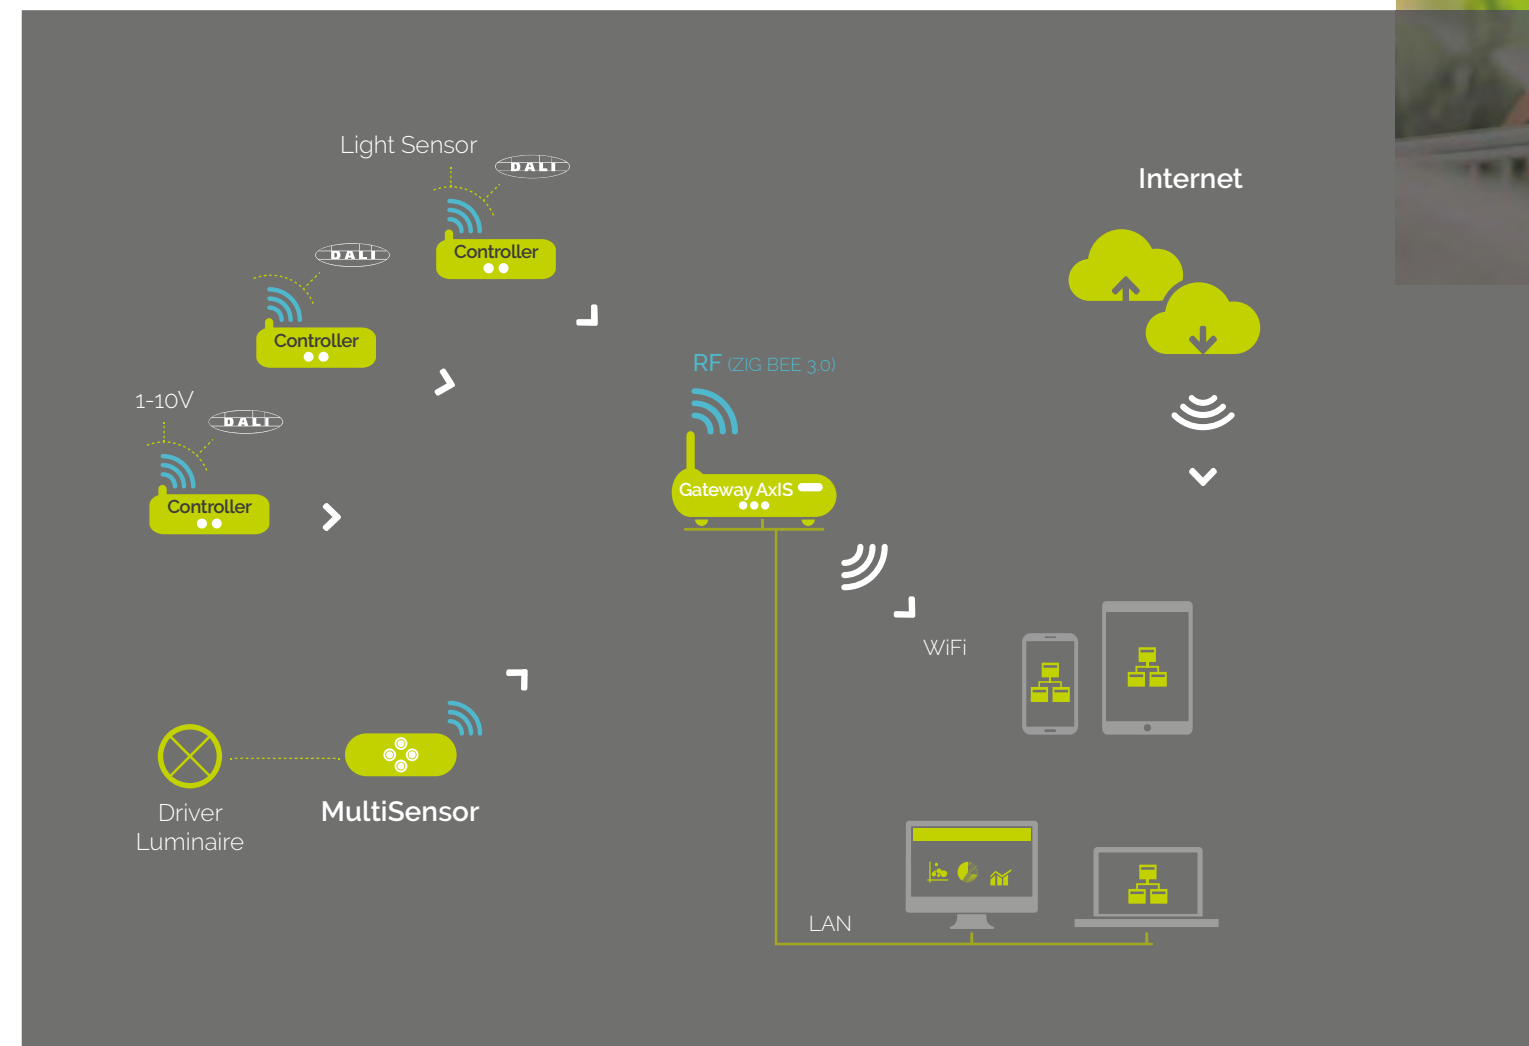 Light Sensor
DALI
Internet
Controller
DALI
Controller
RF (ZIG BEE 3.0)
1-10V
DALI
Gateway AxIS
Controller
WiFi
MultiSensor
Driver
Luminaire
LAN